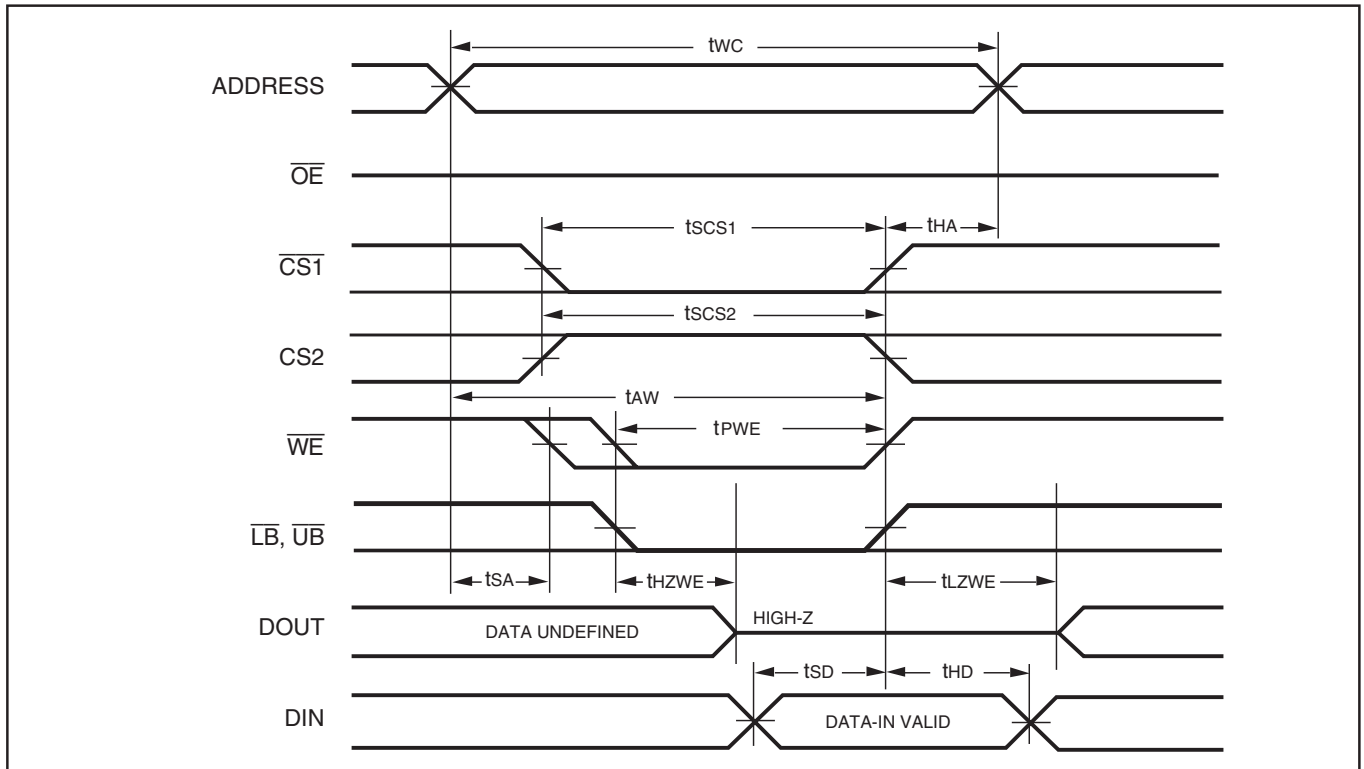 tWC
ADDRESS
OE
tSCS1
tHA
CS1
tSCS2
CS2
tAW
tPWE
WE
LB, UB
tSA
tHZWE
tLZWE
HIGH-Z
DOUT
DATA UNDEFINED
tSD
tHD
DIN
DATA-IN VALID